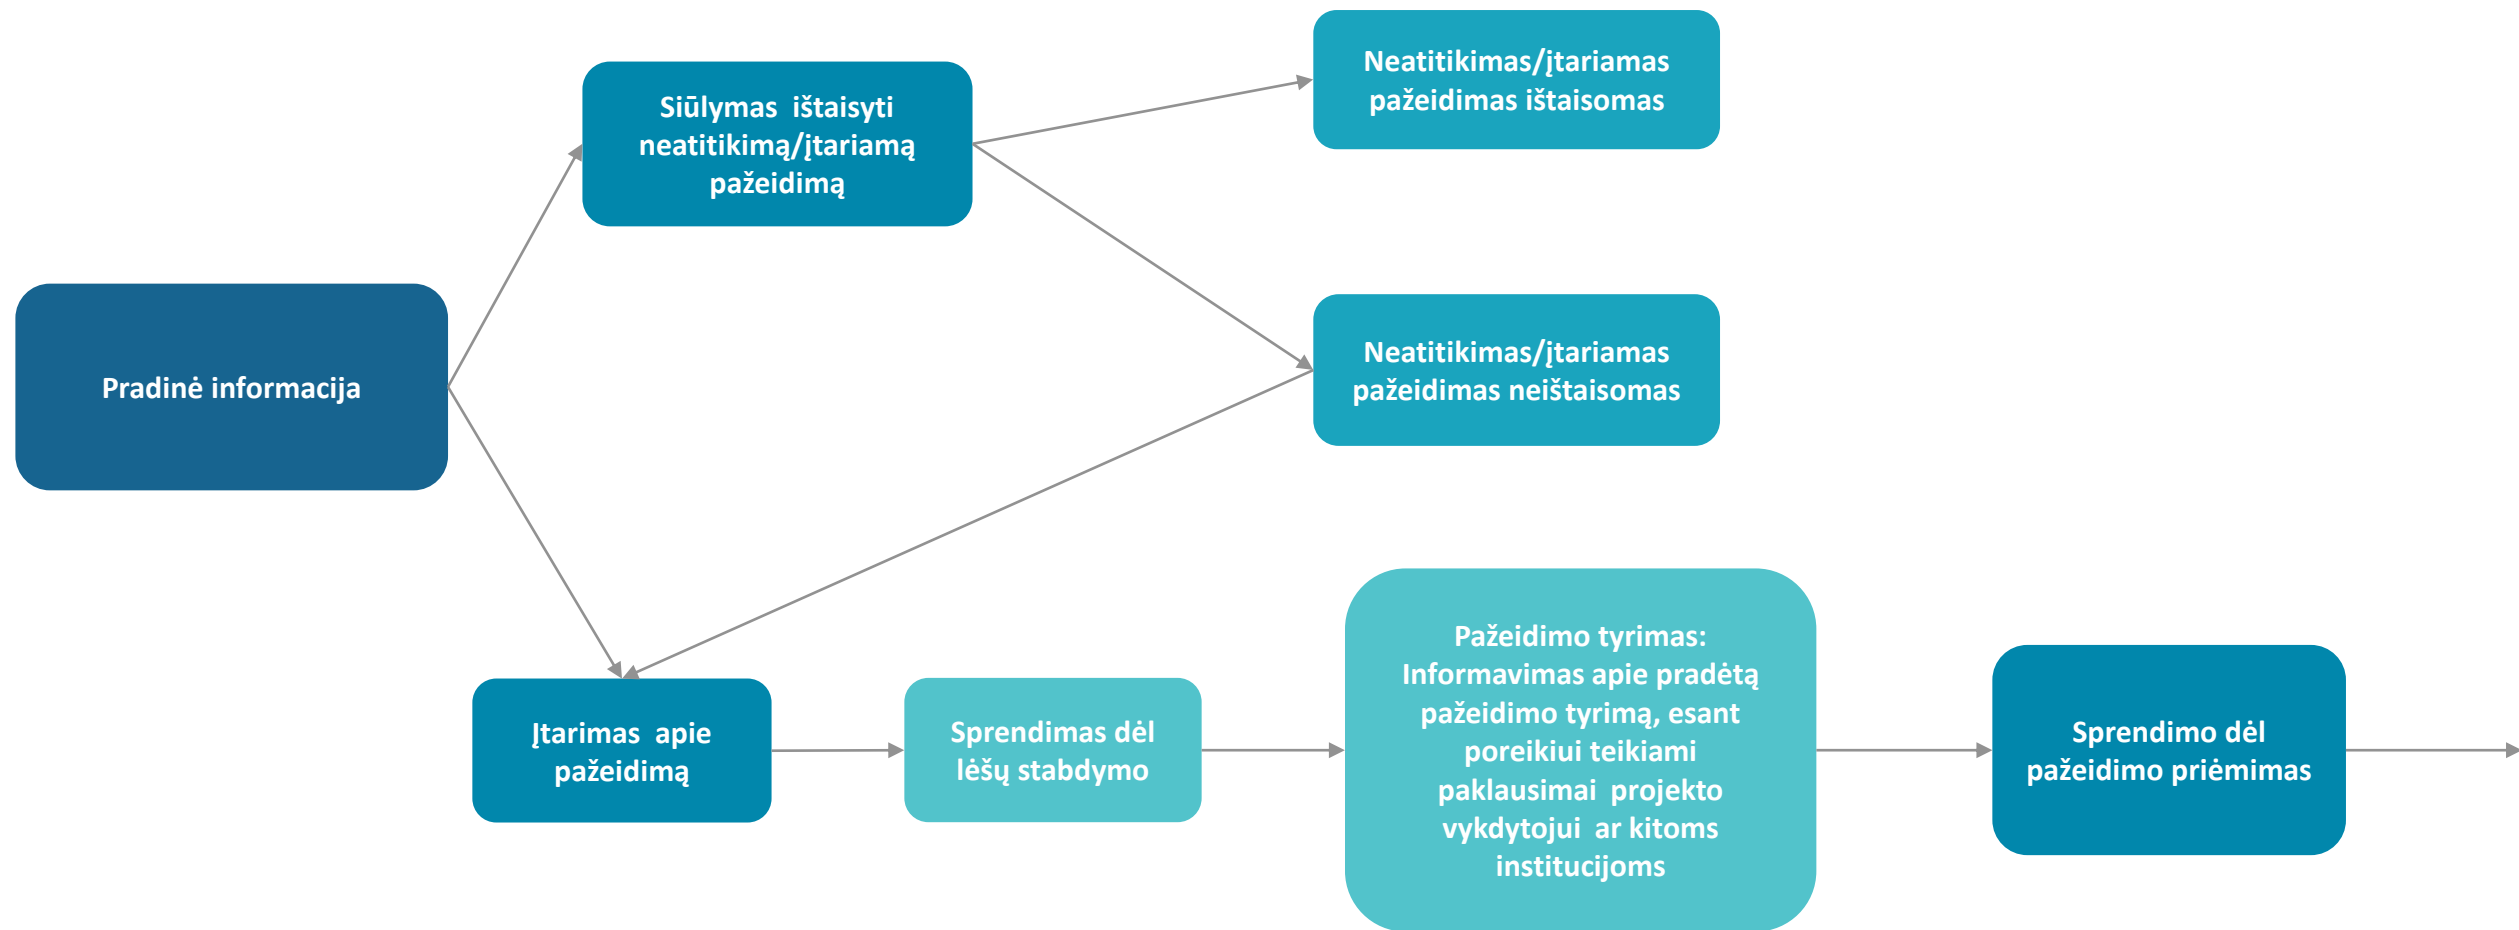 Neatitikimas/įtariamas
pažeidimas ištaisomas
Siūlymas ištaisyti
neatitikimą/įtariamą
pažeidimą
Pradinė informacija
Neatitikimas/įtariamas
pažeidimas neištaisomas
Įtarimas apie
pažeidimą
Sprendimas dėl
lėšų stabdymo
Pažeidimo tyrimas:
Informavimas apie pradėtą
pažeidimo tyrimą, esant
poreikiui teikiami
paklausimai projekto
vykdytojui ar kitoms
institucijoms
Sprendimo dėl
pažeidimo priėmimas